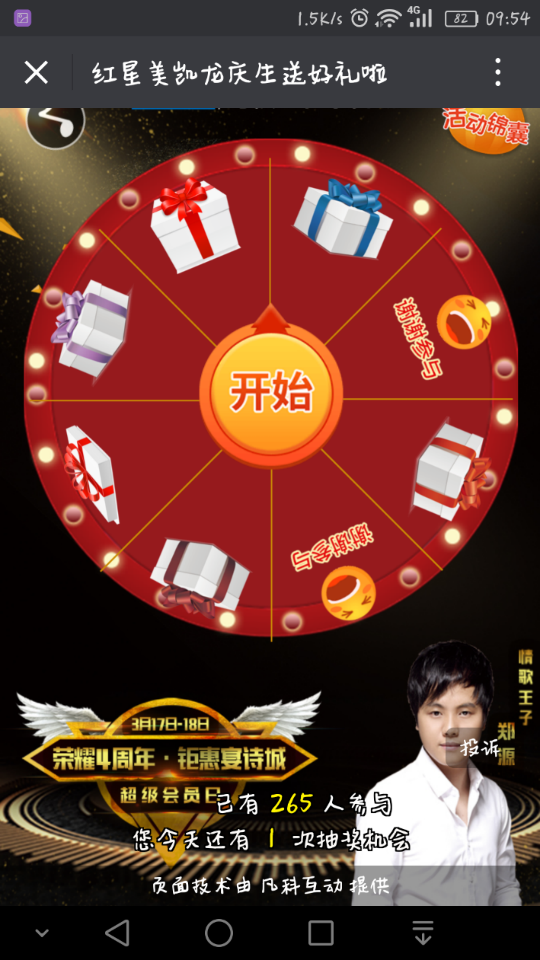 1.5K/s 4G 82 09:54
红星美凯龙庆生送好礼啦
活动锦囊
谢谢参与
开始
谢谢参与
情歌王子
郑源
3月17日-18日
荣耀4周年·钜惠宴诗城
超级会员日
投诉
已有 265 人参与
您今天还有 1 次抽奖机会
页面技术由 凡科互动 提供